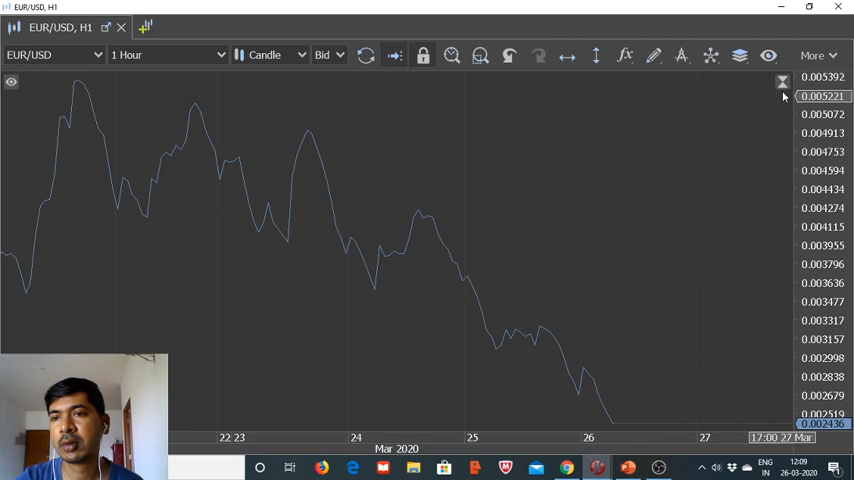 EUR/USD, H1
EUR/USD, H1
EUR/USD
1 Hour
Candle
Bid
More
0.005392
0.005221
0.005072
0.004913
0.004753
0.004594
0.004434
0.004274
0.004115
0.003955
0.003796
0.003636
0.003477
0.003317
0.003157
0.002998
0.002838
0.002679
0.002519
0.002436
22 23
24
25
26
27
17:00 27 Mar
Mar 2020
ENG
IN
12:09
26-03-2020